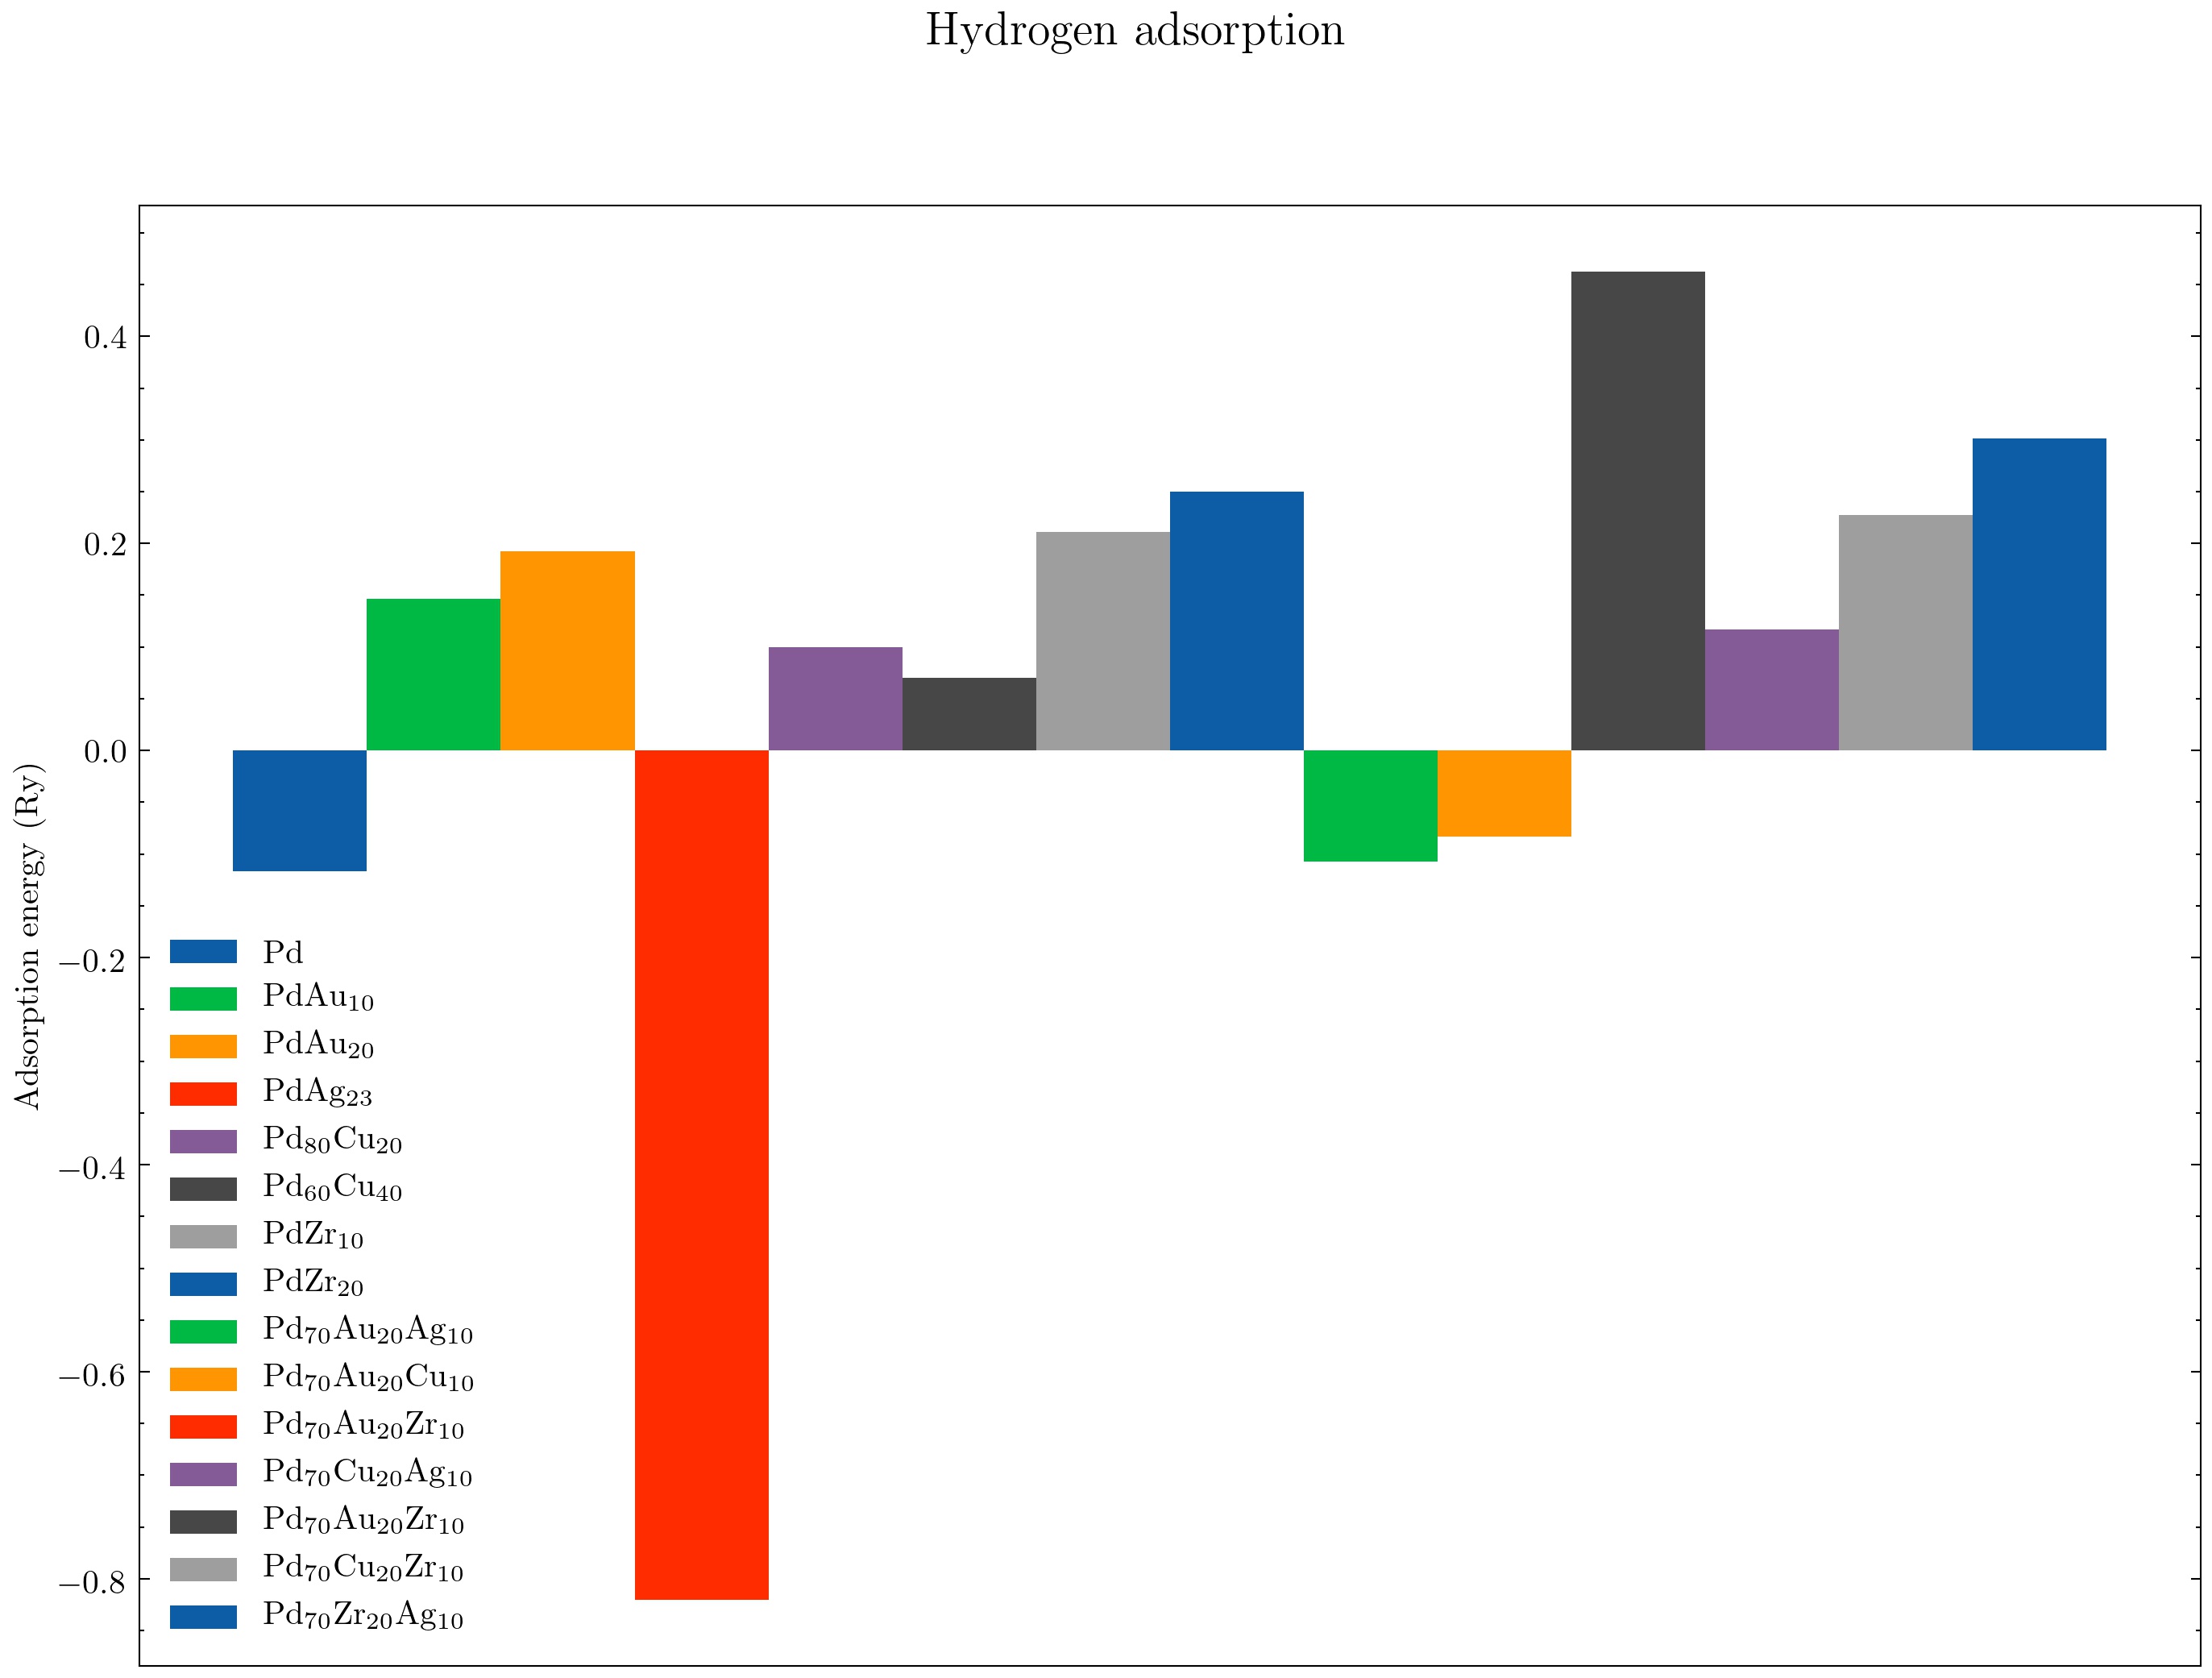 Hydrogen adsorption
0.4
0.2
0.0
−0.2
−0.4
−0.6
−0.8
Adsorption energy (Ry)
Pd
PdAu₁₀
PdAu₂₀
PdAg₂₃
Pd₈₀Cu₂₀
Pd₆₀Cu₄₀
PdZr₁₀
PdZr₂₀
Pd₇₀Au₂₀Ag₁₀
Pd₇₀Au₂₀Cu₁₀
Pd₇₀Au₂₀Zr₁₀
Pd₇₀Cu₂₀Ag₁₀
Pd₇₀Au₂₀Zr₁₀
Pd₇₀Cu₂₀Zr₁₀
Pd₇₀Zr₂₀Ag₁₀